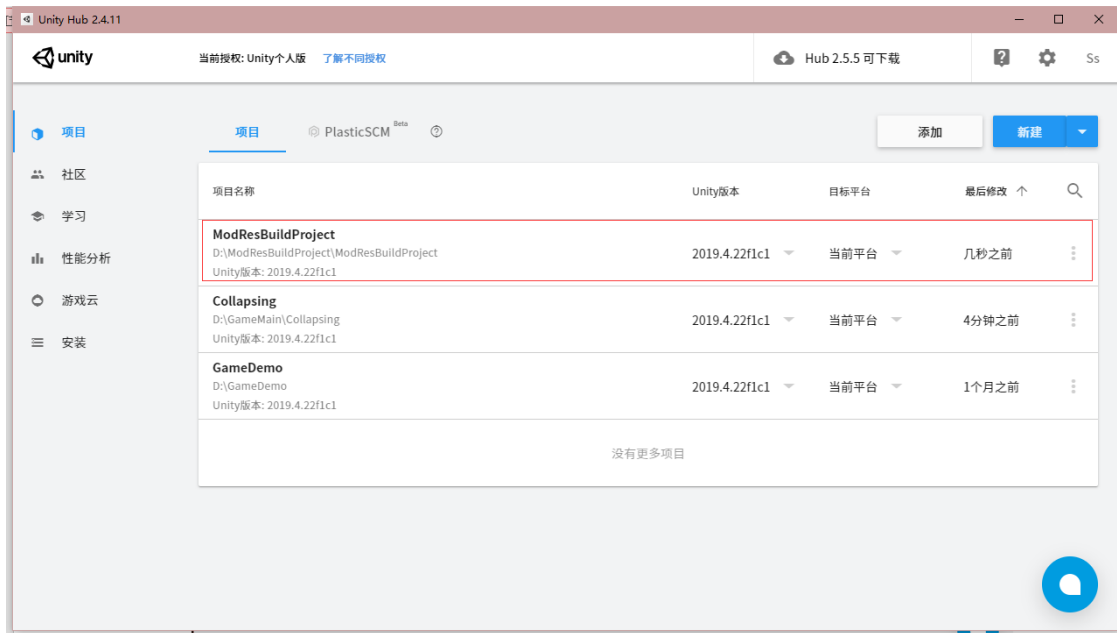 Unity Hub 2.4.11
unity
当前授权: Unity个人版 了解不同授权
Hub 2.5.5 可下载
Ss
项目
社区
学习
性能分析
游戏云
安装
项目 PlasticSCM Beta
添加 新建
项目名称 Unity版本 目标平台 最后修改
ModResBuildProject
D:\ModResBuildProject\ModResBuildProject
Unity版本: 2019.4.22f1c1
2019.4.22f1c1 当前平台 几秒之前
Collapsing
D:\GameMain\Collapsing
Unity版本: 2019.4.22f1c1
2019.4.22f1c1 当前平台 4分钟之前
GameDemo
D:\GameDemo
Unity版本: 2019.4.22f1c1
2019.4.22f1c1 当前平台 1个月之前
没有更多项目